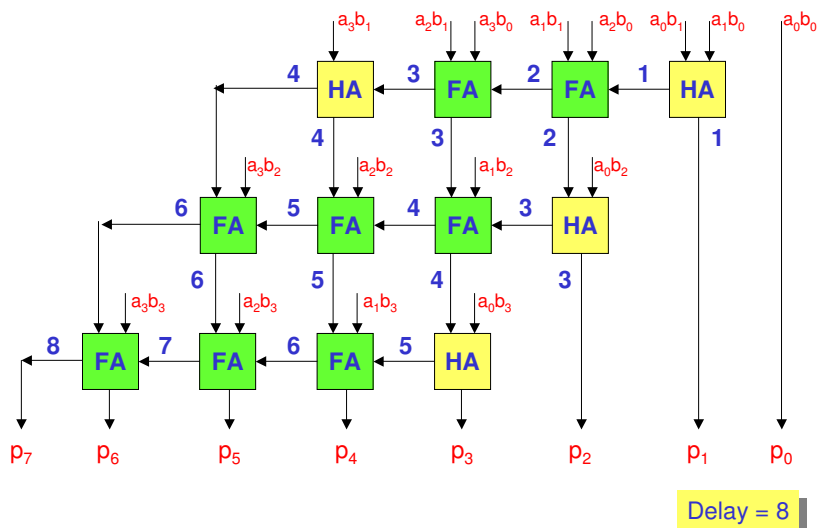 a₃b₁ a₂b₁ a₃b₀ a₁b₁ a₂b₀ a₀b₁ a₁b₀ a₀b₀
4 HA 3 FA 2 FA 1 HA
4 3 2 1
a₃b₂ a₂b₂ a₁b₂ a₀b₂
6 FA 5 FA 4 FA 3 HA
6 5 4 3
a₃b₃ a₂b₃ a₁b₃ a₀b₃
8 FA 7 FA 6 FA 5 HA
p₇ p₆ p₅ p₄ p₃ p₂ p₁ p₀
Delay = 8